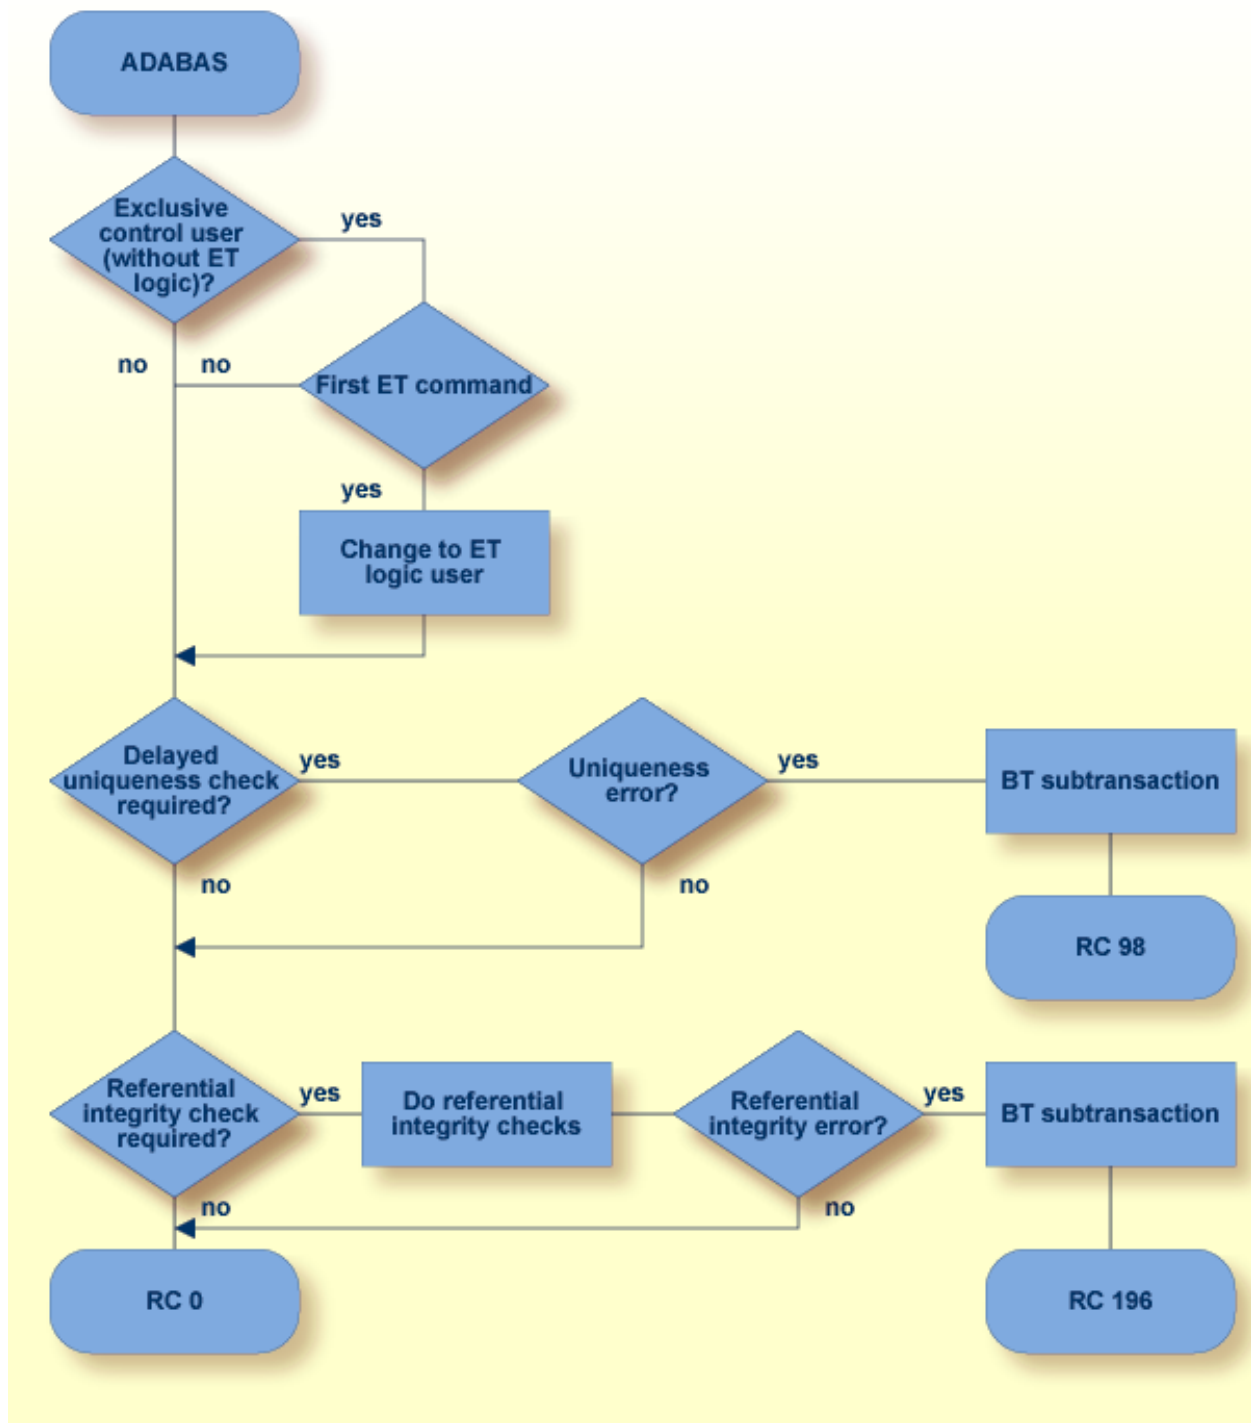 ADABAS
Exclusive
control user
(without ET
logic)?
yes
no
no
First ET command
yes
Change to ET
logic user
Delayed
uniqueness check
required?
yes
Uniqueness
error?
yes
BT subtransaction
no
no
RC 98
Referential
integrity check
required?
yes
Do referential
integrity checks
Referential
integrity error?
yes
BT subtransaction
no
no
RC 0
RC 196